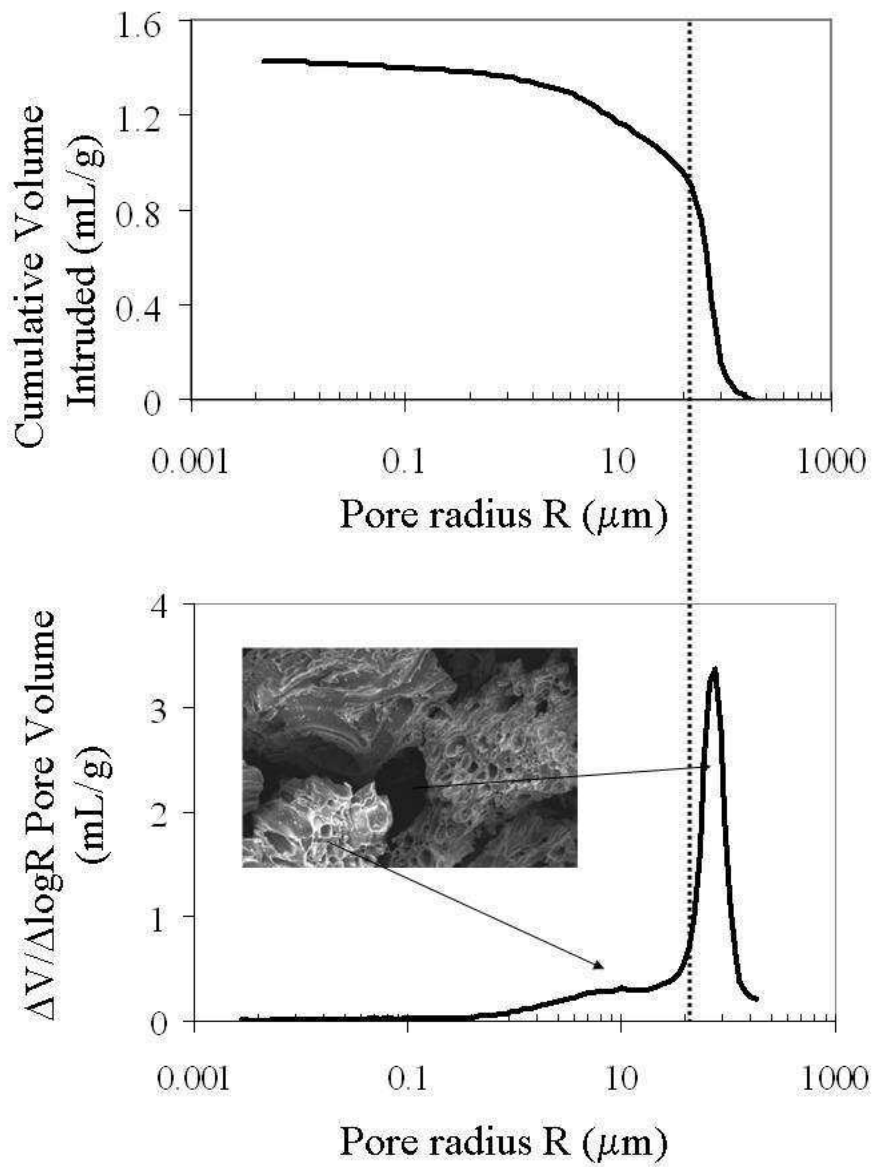 1.6
1.2
0.8
0.4
0
Cumulative Volume
Intruded (mL/g)
0.001 0.1 10 1000
Pore radius R (μm)
4
3
2
1
0
ΔV/ΔlogR Pore Volume
(mL/g)
0.001 0.1 10 1000
Pore radius R (μm)